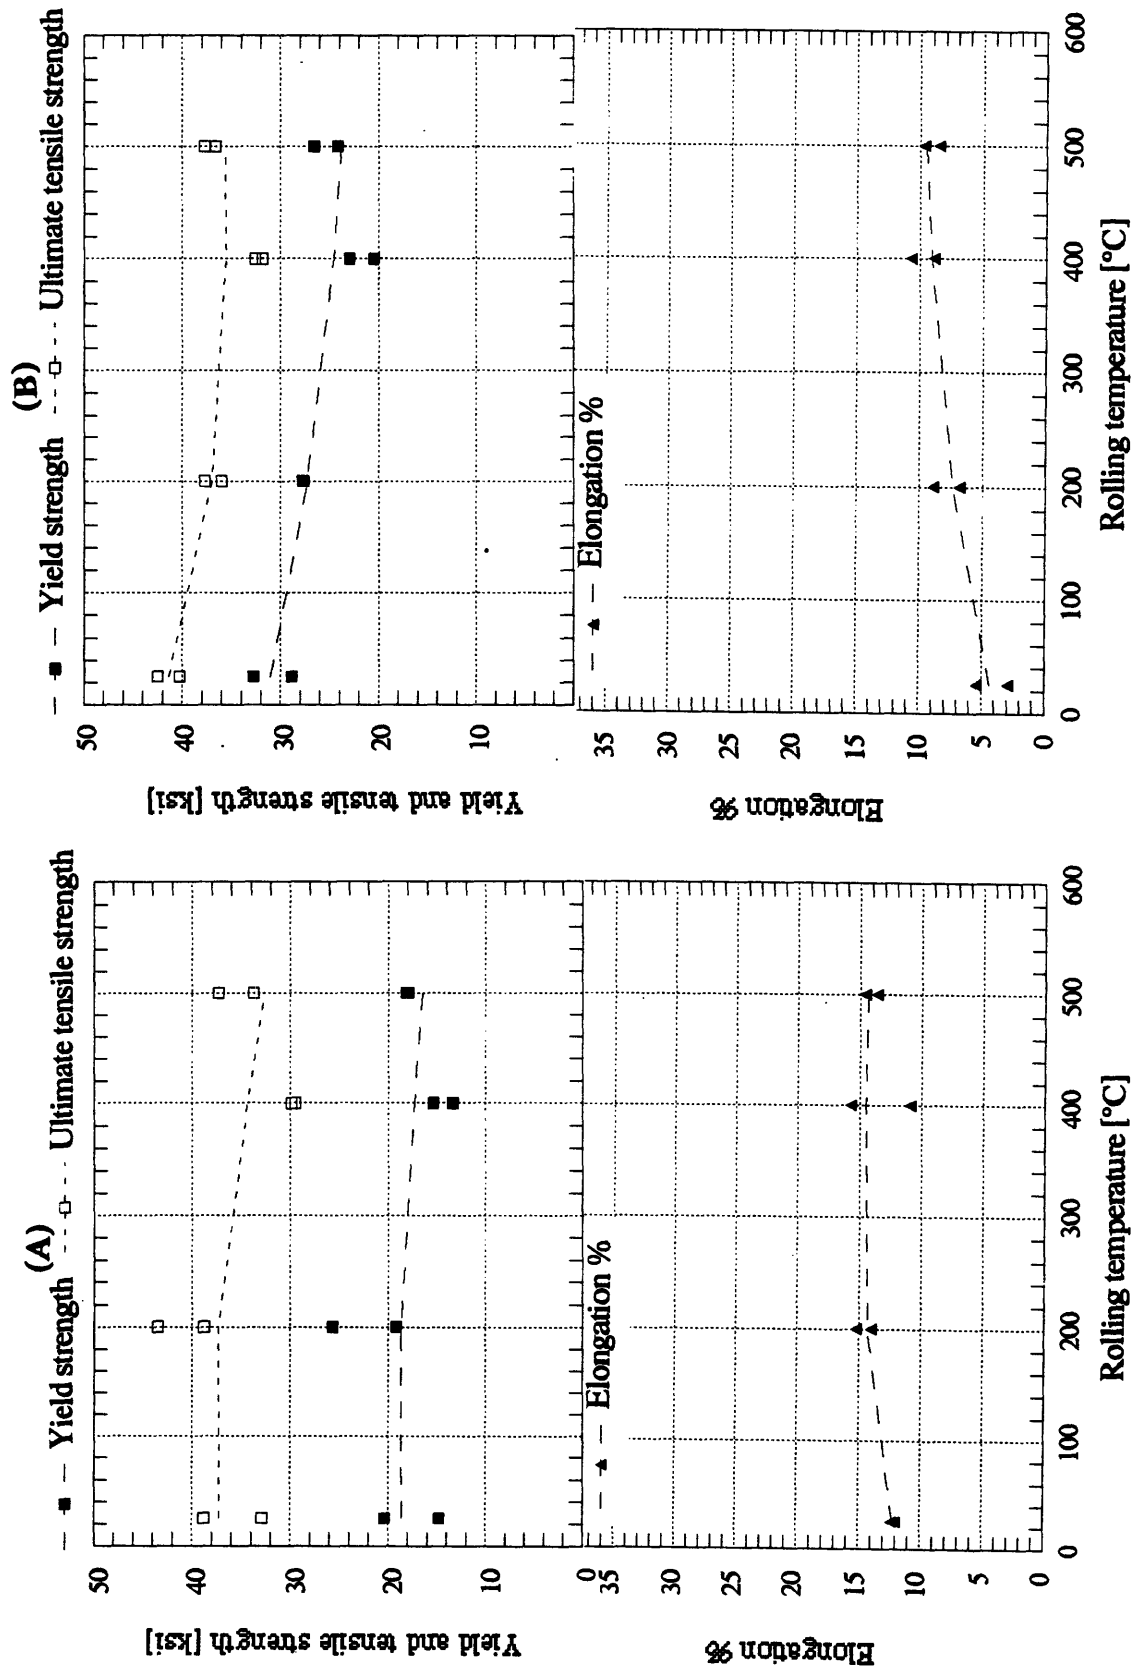 (A)
Yield strength Ultimate tensile strength
50
40
30
20
10
0
Yield and tensile strength [ksi]
Elongation %
35
30
25
20
15
10
5
0
Elongation %
0 100 200 300 400 500 600
Rolling temperature [°C]
(B)
Yield strength Ultimate tensile strength
50
40
30
20
10
Yield and tensile strength [ksi]
Elongation %
35
30
25
20
15
10
5
0
Elongation %
0 100 200 300 400 500 600
Rolling temperature [°C]